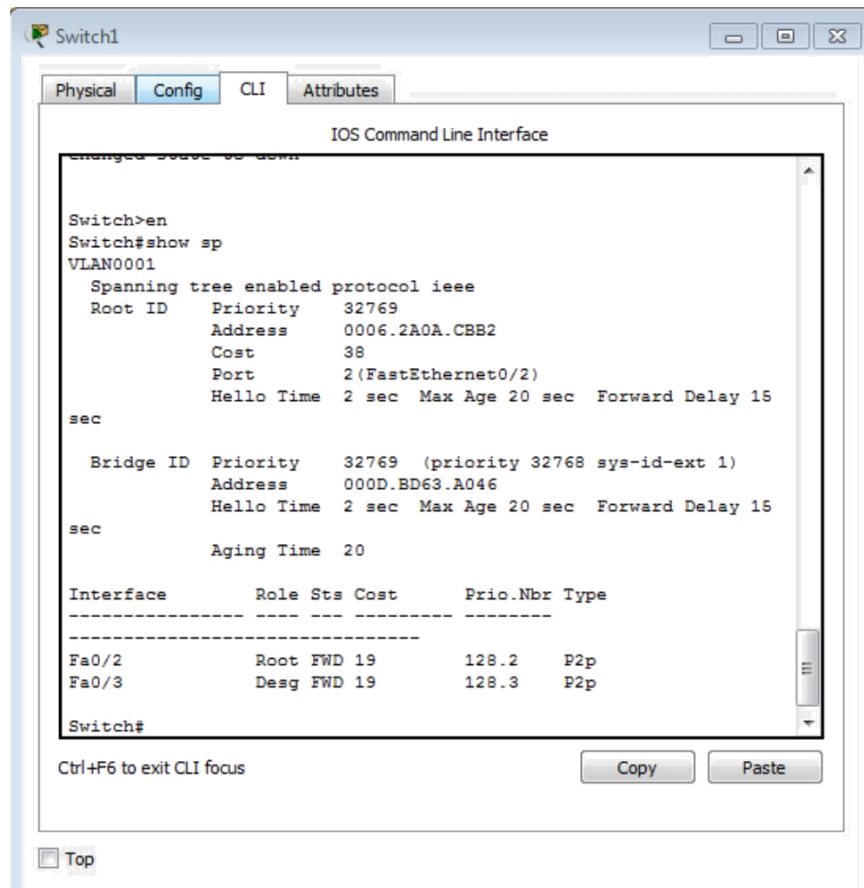 Switch1
Physical Config CLI Attributes
IOS Command Line Interface
Switch>en
Switch#show sp
VLAN0001
  Spanning tree enabled protocol ieee
  Root ID    Priority    32769
             Address     0006.2A0A.CBB2
             Cost        38
             Port        2(FastEthernet0/2)
             Hello Time  2 sec  Max Age 20 sec  Forward Delay 15
sec
  Bridge ID  Priority    32769  (priority 32768 sys-id-ext 1)
             Address     000D.BD63.A046
             Hello Time  2 sec  Max Age 20 sec  Forward Delay 15
sec
             Aging Time  20
Interface        Role Sts Cost      Prio.Nbr Type
---------------- ---- --- --------- --------
--------------------------------
Fa0/2            Root FWD 19        128.2    P2p
Fa0/3            Desg FWD 19        128.3    P2p
Switch#
Ctrl+F6 to exit CLI focus
Copy Paste
Top